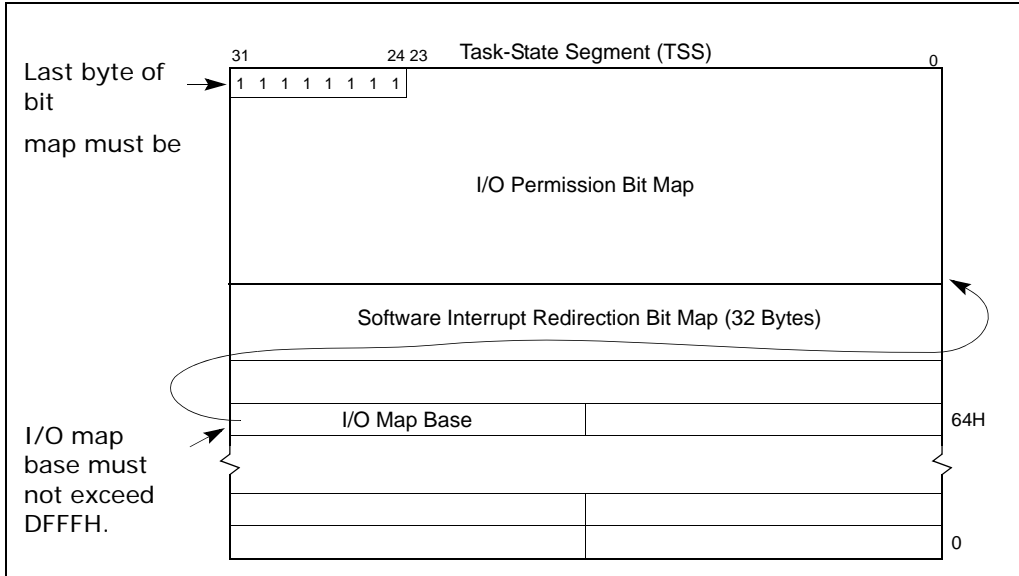 Task-State Segment (TSS)
31
24 23
0
Last byte of
bit
map must be
1 1 1 1 1 1 1 1
I/O Permission Bit Map
Software Interrupt Redirection Bit Map (32 Bytes)
I/O Map Base
64H
I/O map
base must
not exceed
DFFFH.
0